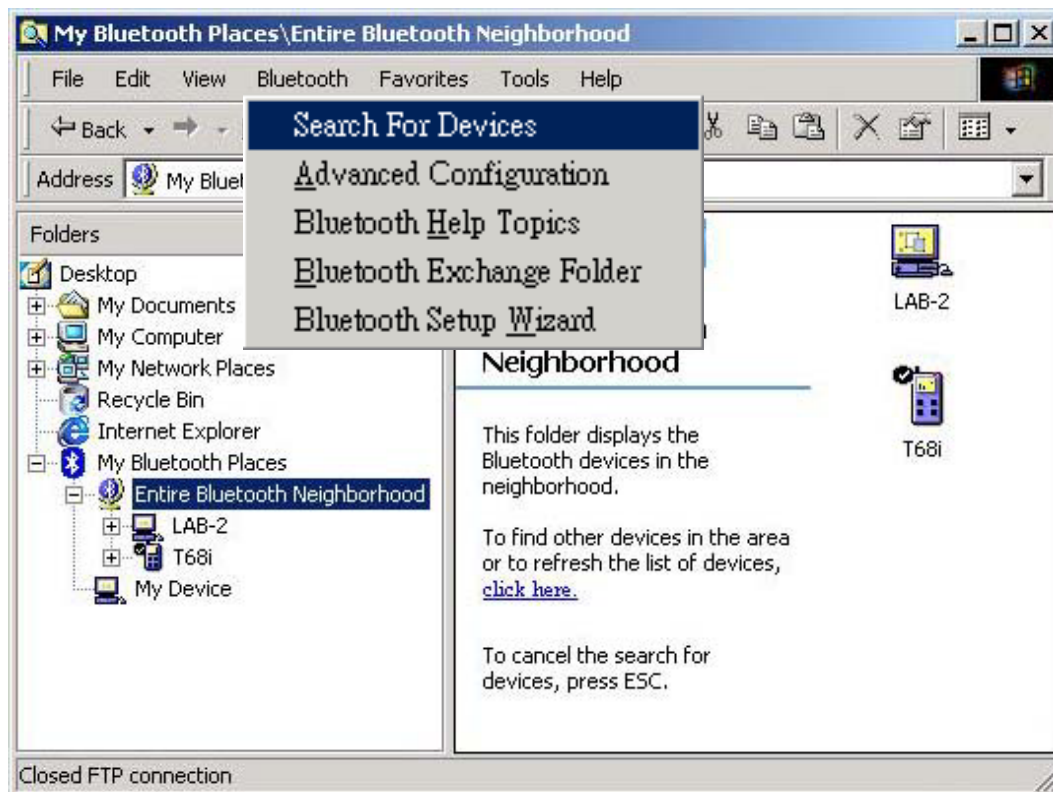 My Bluetooth Places\Entire Bluetooth Neighborhood
File Edit View Bluetooth Favorites Tools Help
Back
Search For Devices
Advanced Configuration
Bluetooth Help Topics
Bluetooth Exchange Folder
Bluetooth Setup Wizard
Address My
Folders
Desktop
My Documents
My Computer
My Network Places
Recycle Bin
Internet Explorer
My Bluetooth Places
Entire Bluetooth Neighborhood
LAB-2
T68i
My Device
Neighborhood
This folder displays the
Bluetooth devices in the
neighborhood.
To find other devices in the area
or to refresh the list of devices,
click here.
To cancel the search for
devices, press ESC.
LAB-2
T68i
Closed FTP connection